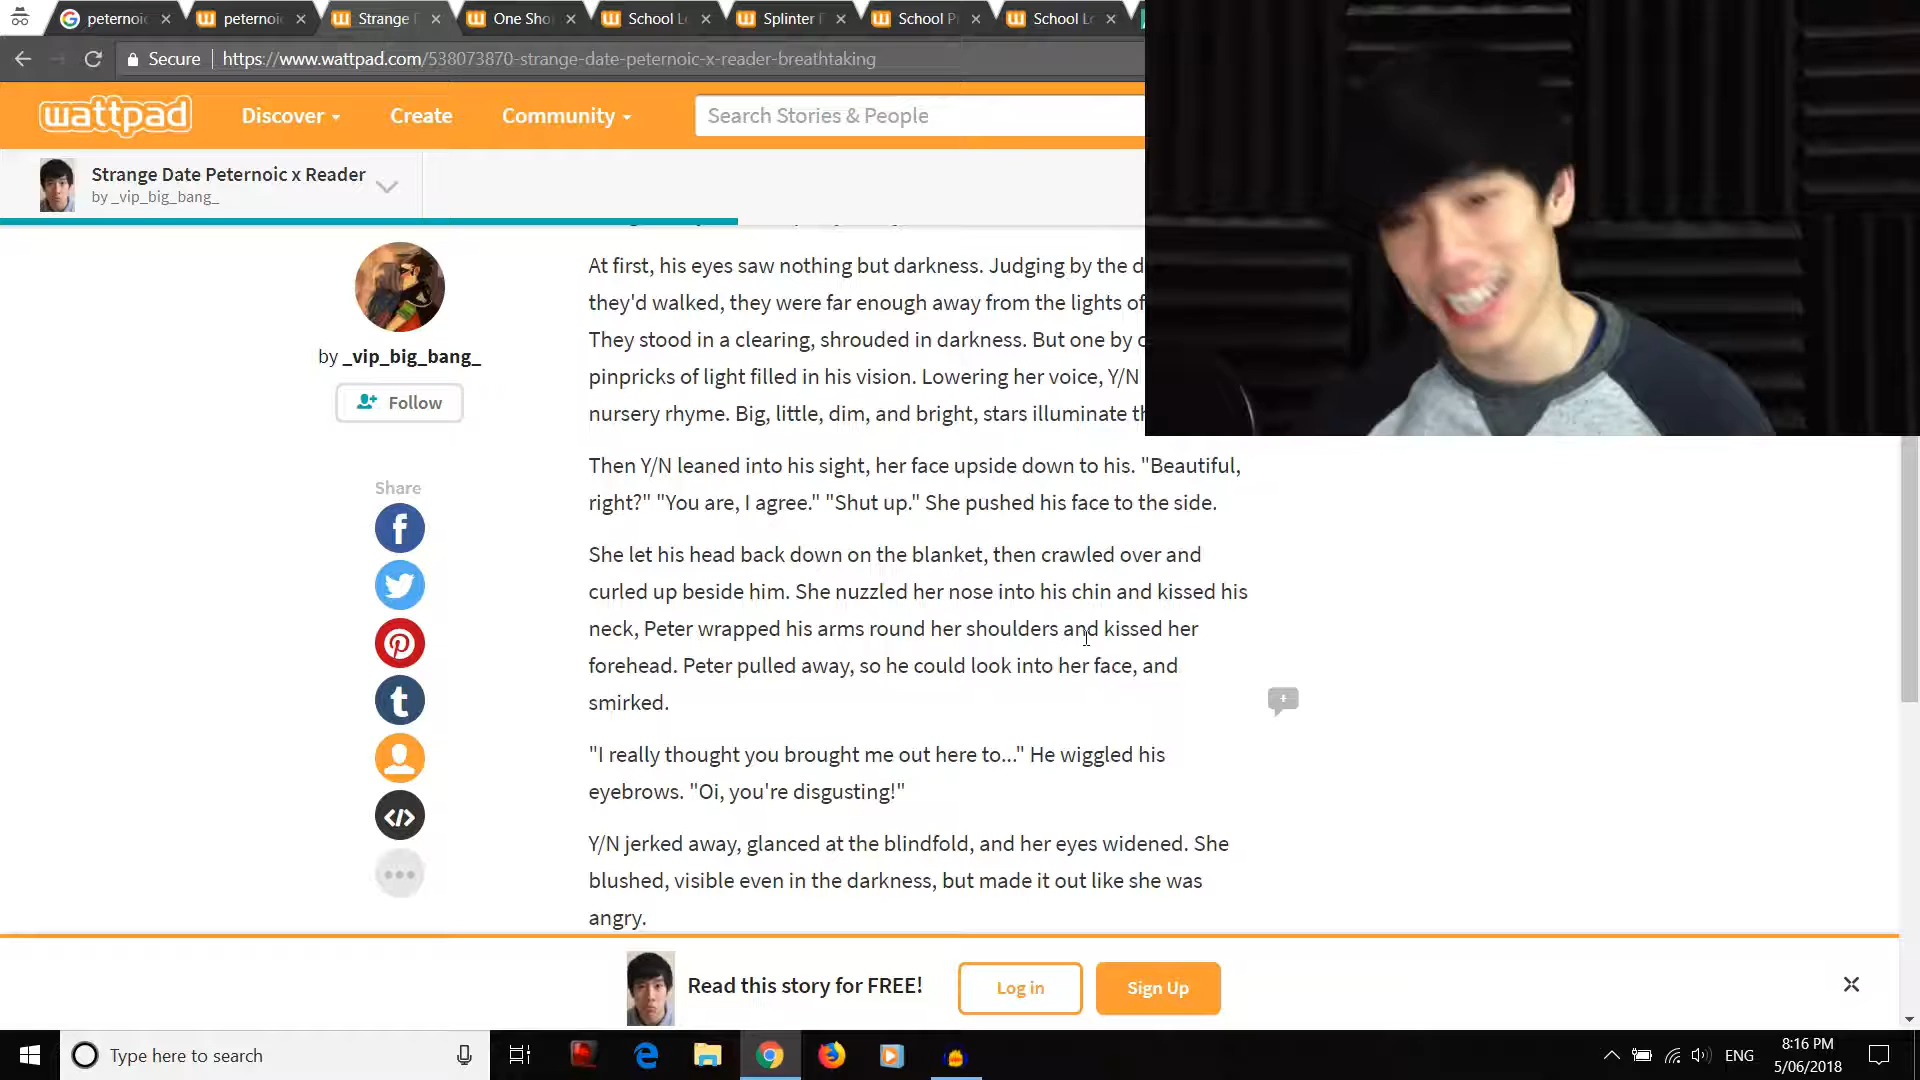 peternoic
peternoic
Strange D
One Shot
School Lo
Splinter
School P
School Lo
Secure
https://www.wattpad.com/538073870-strange-date-peternoic-x-reader-breathtaking
wattpad
Discover
Create
Community
Search Stories & People
Strange Date Peternoic x Reader
by _vip_big_bang_
by _vip_big_bang_
Follow
Share
At first, his eyes saw nothing but darkness. Judging by the d
they'd walked, they were far enough away from the lights of
They stood in a clearing, shrouded in darkness. But one by o
pinpricks of light filled in his vision. Lowering her voice, Y/N
nursery rhyme. Big, little, dim, and bright, stars illuminate th
Then Y/N leaned into his sight, her face upside down to his. "Beautiful,
right?" "You are, I agree." "Shut up." She pushed his face to the side.
She let his head back down on the blanket, then crawled over and
curled up beside him. She nuzzled her nose into his chin and kissed his
neck, Peter wrapped his arms round her shoulders and kissed her
forehead. Peter pulled away, so he could look into her face, and
smirked.
"I really thought you brought me out here to..." He wiggled his
eyebrows. "Oi, you're disgusting!"
Y/N jerked away, glanced at the blindfold, and her eyes widened. She
blushed, visible even in the darkness, but made it out like she was
angry.
Read this story for FREE!
Log in
Sign Up
Type here to search
ENG
8:16 PM
5/06/2018